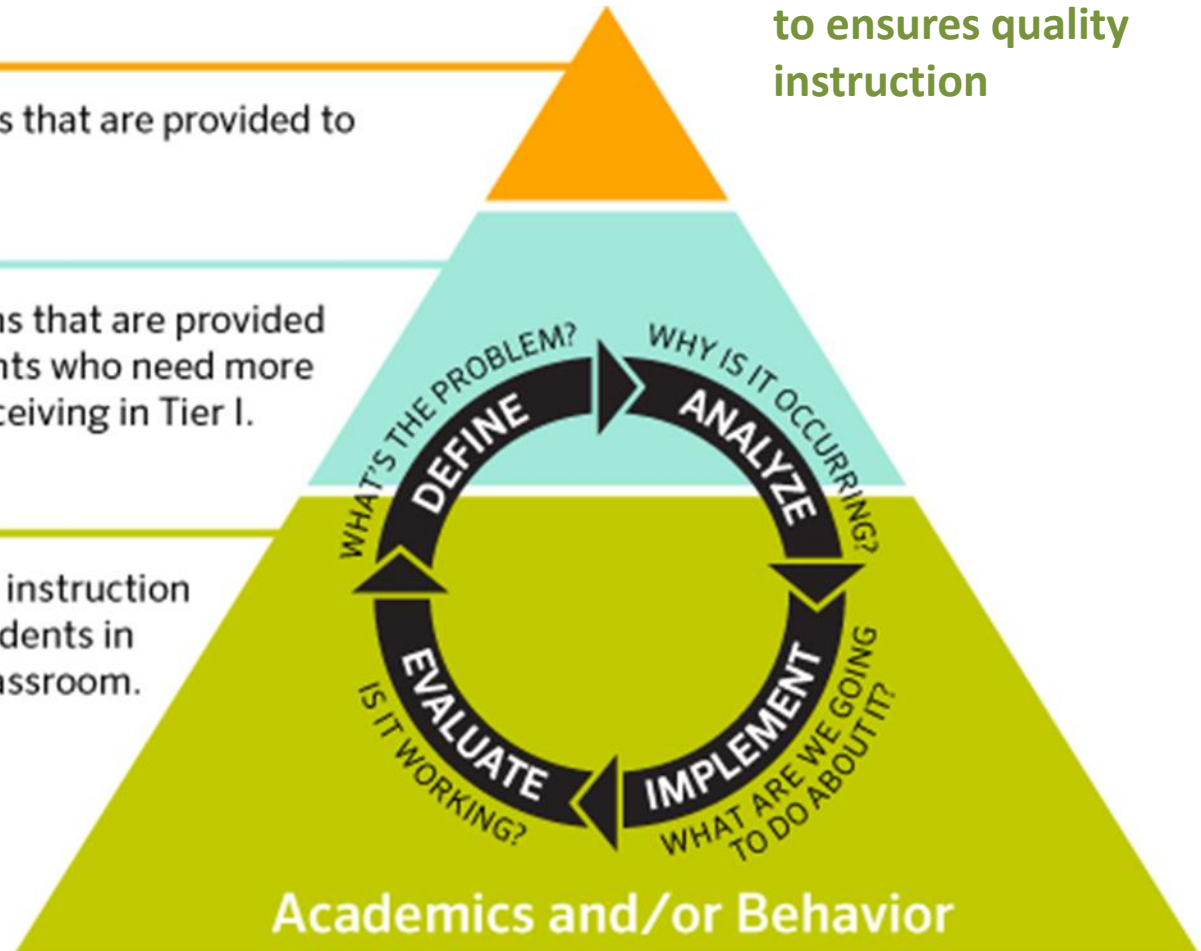 to ensures quality
instruction
s that are provided to
ns that are provided
nts who need more
ceiving in Tier I.
instruction
dents in
assroom.
WHAT'S THE PROBLEM?
DEFINE
WHY IS IT OCCURRING?
ANALYZE
IMPLEMENT
WHAT ARE WE GOING
TO DO ABOUT IT?
EVALUATE
IS IT WORKING?
Academics and/or Behavior